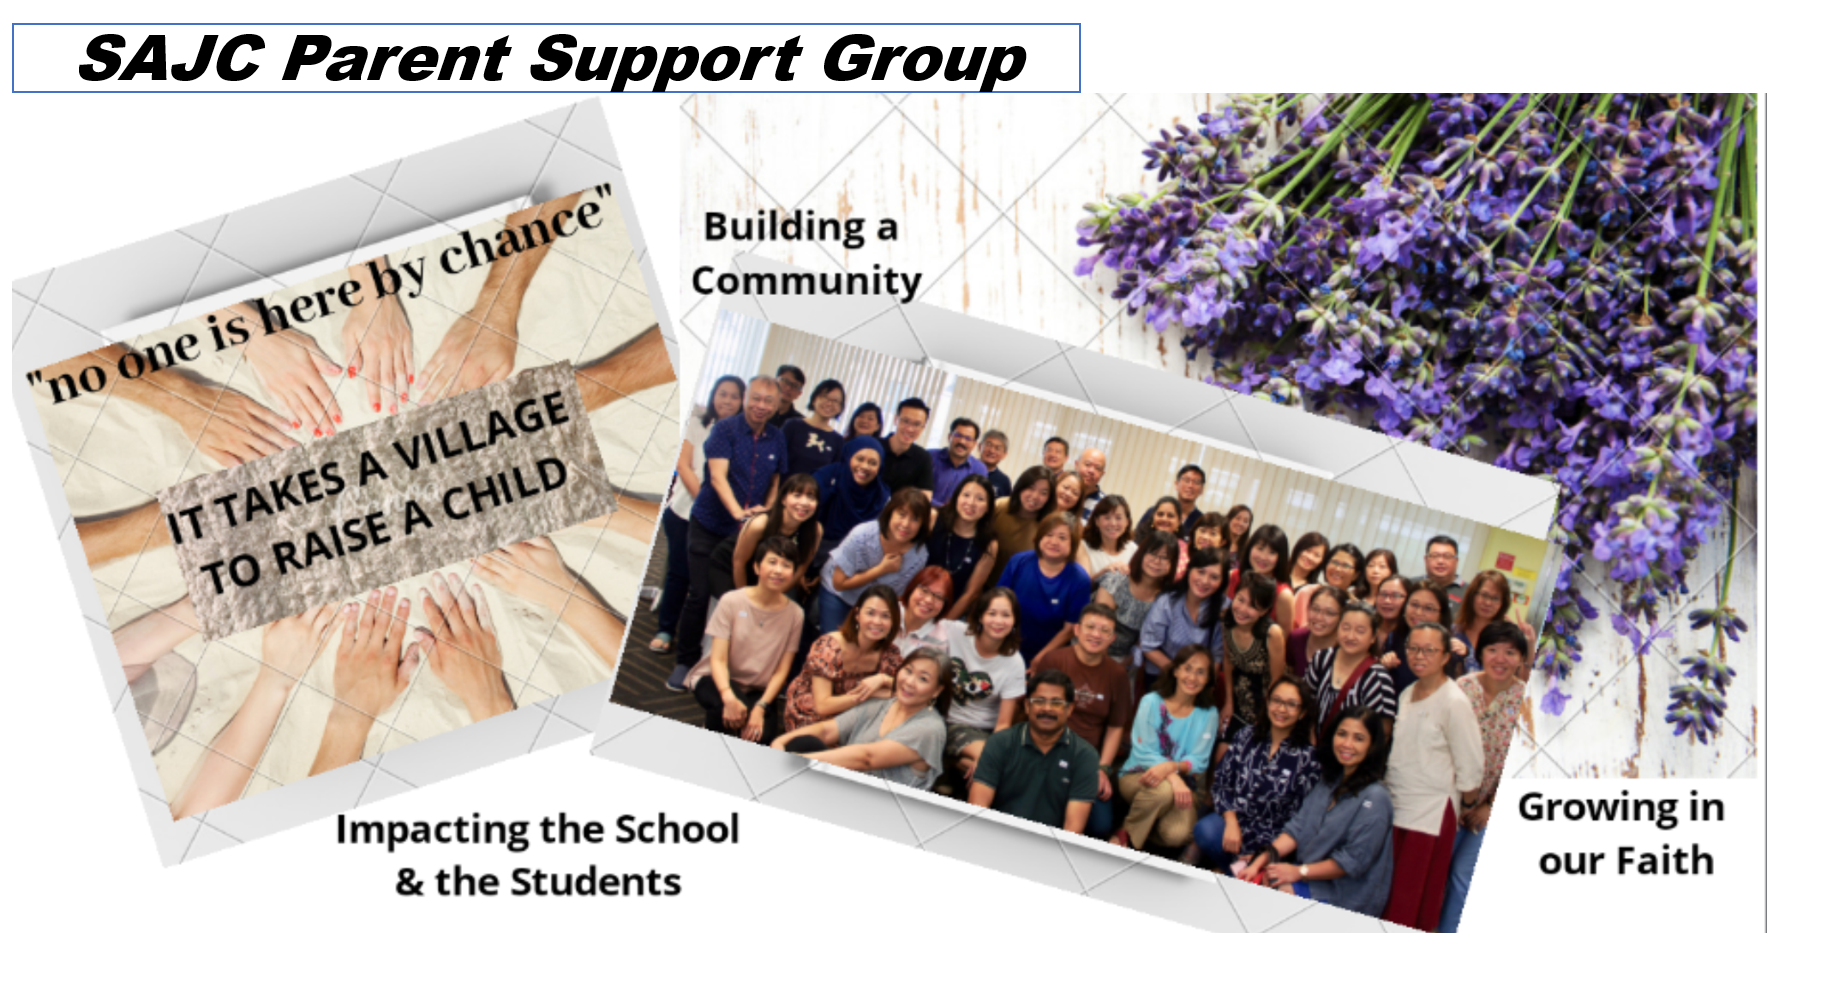 SAJC Parent Support Group
"no one is here by chance"
IT TAKES A VILLAGE
TO RAISE A CHILD
Building a
Community
Impacting the School
& the Students
Growing in
our Faith